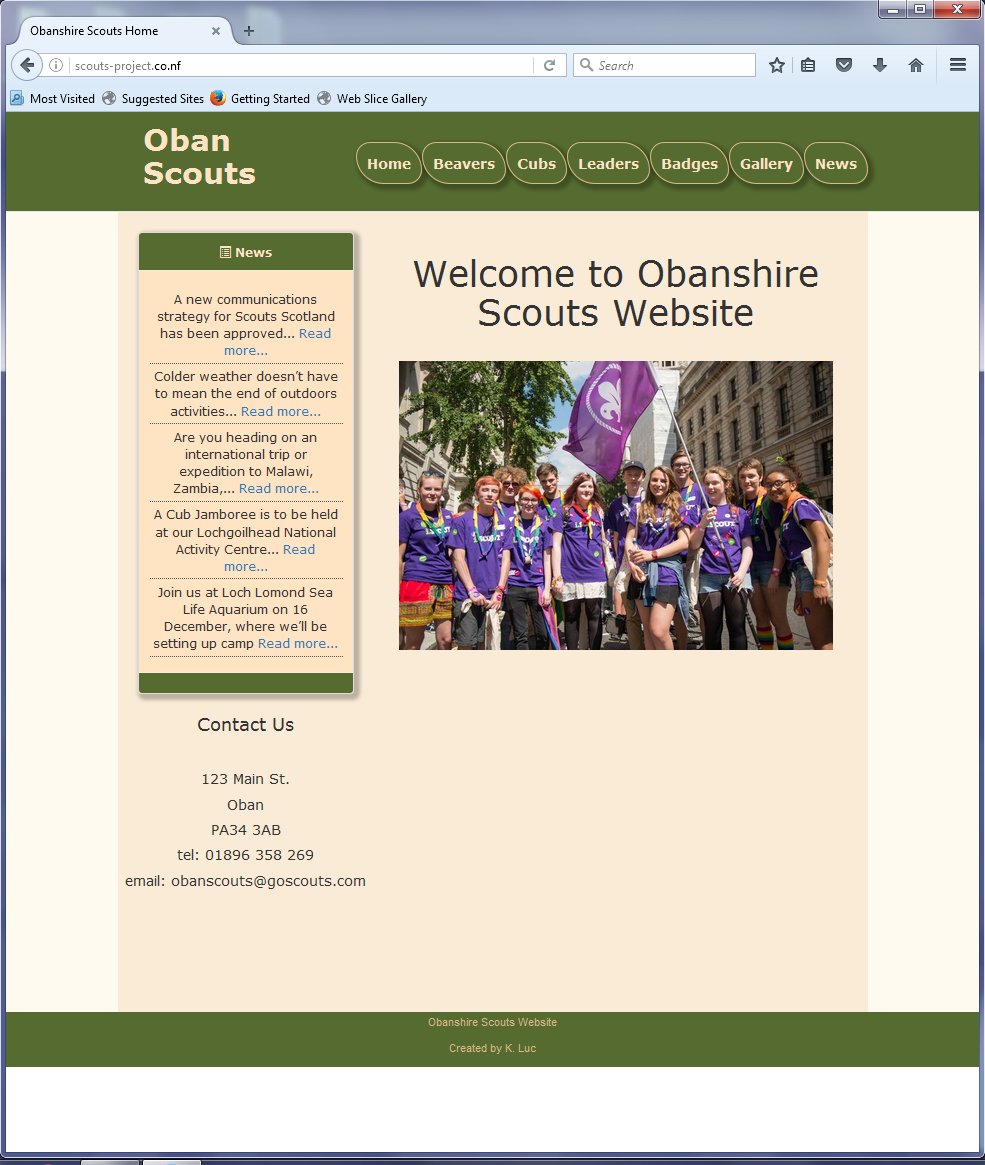 Obanshire Scouts Home
scouts-project.co.nf
Search
Most Visited
Suggested Sites
Getting Started
Web Slice Gallery
Oban
Scouts
Home
Beavers
Cubs
Leaders
Badges
Gallery
News
News
A new communications
strategy for Scouts Scotland
has been approved... Read
more...
Colder weather doesn’t have
to mean the end of outdoors
activities... Read more...
Are you heading on an
international trip or
expedition to Malawi,
Zambia,... Read more...
A Cub Jamboree is to be held
at our Lochgoilhead National
Activity Centre... Read
more...
Join us at Loch Lomond Sea
Life Aquarium on 16
December, where we’ll be
setting up camp Read more...
Contact Us
123 Main St.
Oban
PA34 3AB
tel: 01896 358 269
email: obanscouts@goscouts.com
Welcome to Obanshire
Scouts Website
Obanshire Scouts Website
Created by K. Luc